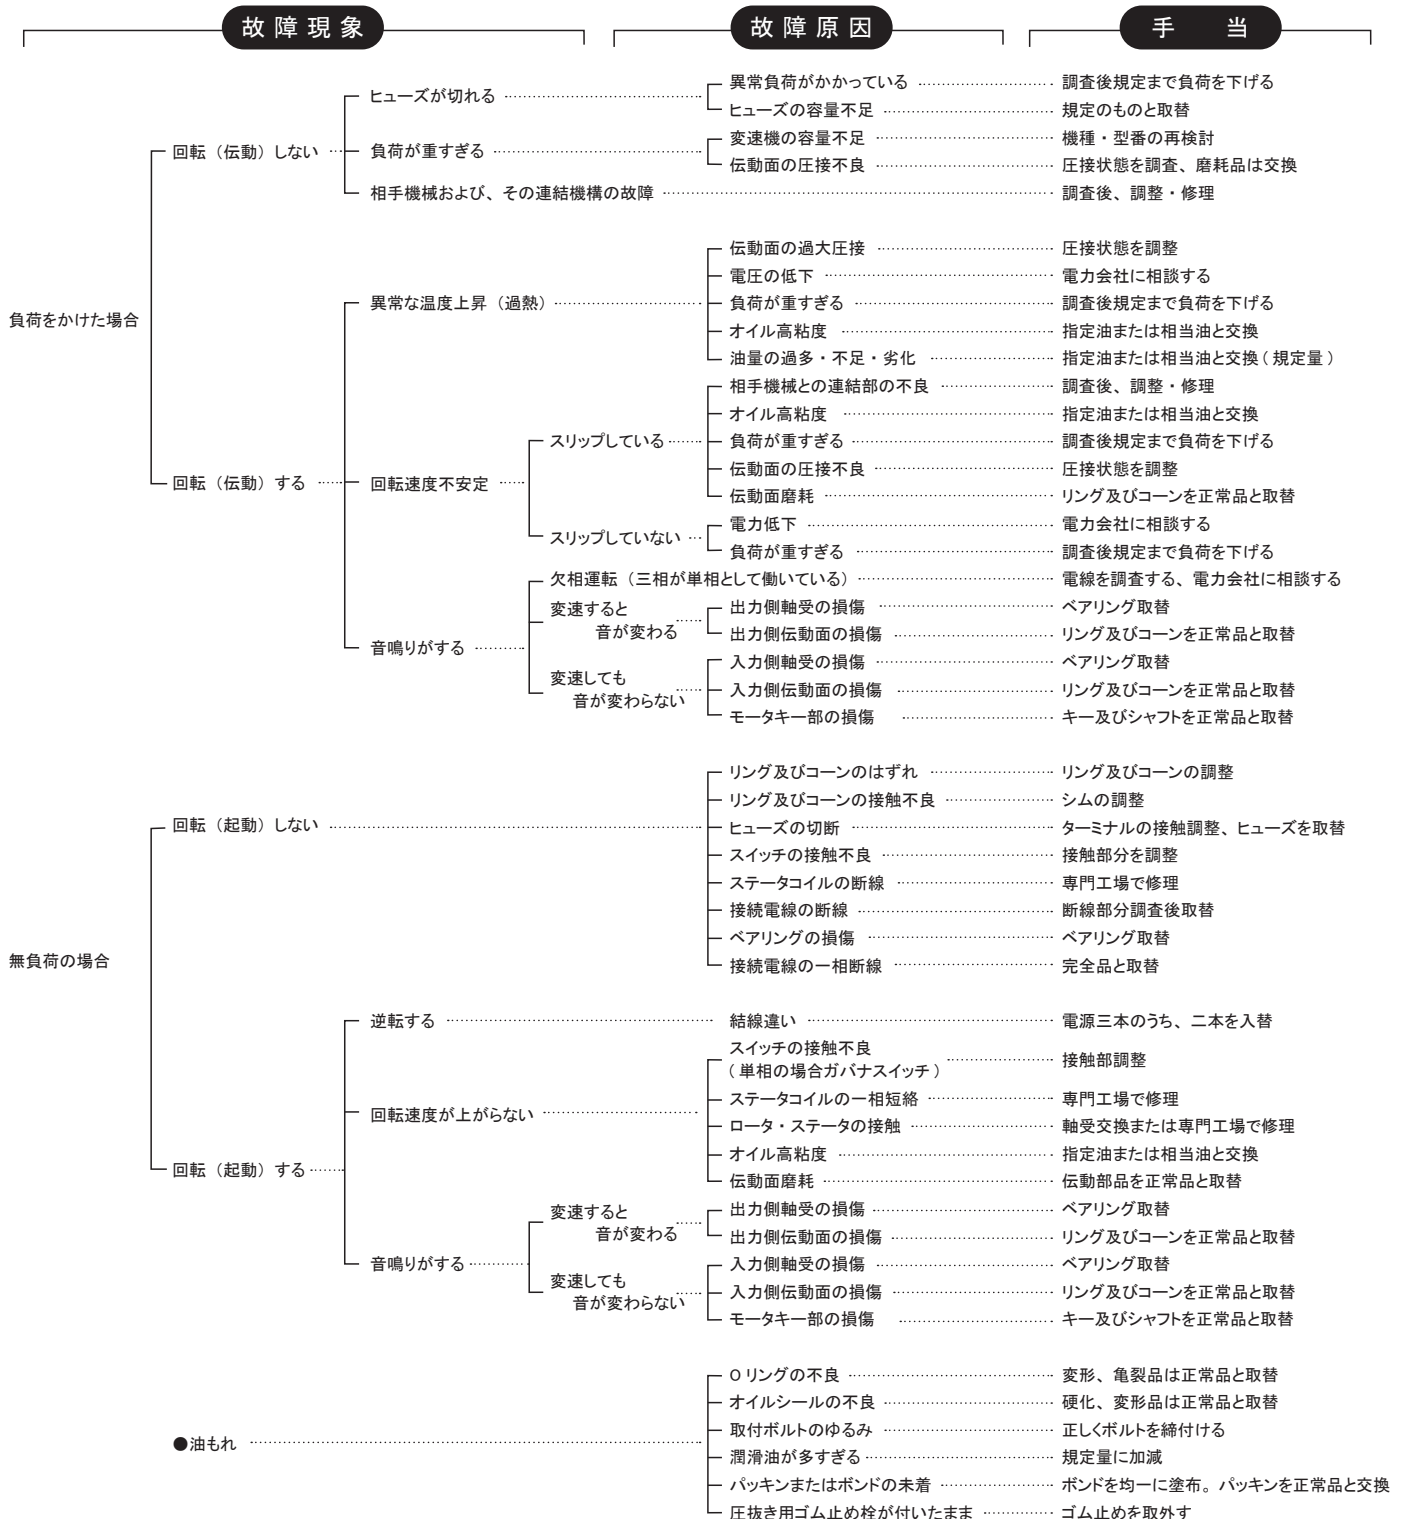 故障現象 故障原因 手 当
異常負荷がかかっている 調査後規定まで負荷を下げる
ヒューズが切れる
ヒューズの容量不足 規定のものと取替
変速機の容量不足 機種・型番の再検討
回転（伝動）しない 負荷が重すぎる
伝動面の圧接不良 圧接状態を調査、磨耗品は交換
相手機械および、その連結機構の故障 調査後、調整・修理
伝動面の過大圧接 圧接状態を調整
電圧の低下 電力会社に相談する
異常な温度上昇（過熱） 負荷が重すぎる 調査後規定まで負荷を下げる
負荷をかけた場合
オイル高粘度 指定油または相当油と交換
油量の過多・不足・劣化 指定油または相当油と交換（規定量）
相手機械との連結部の不良 調査後、調整・修理
オイル高粘度 指定油または相当油と交換
スリップしている 負荷が重すぎる 調査後規定まで負荷を下げる
伝動面の圧接不良 圧接状態を調整
回転（伝動）する 回転速度不安定
伝動面磨耗 リング及びコーンを正常品と取替
電力低下 電力会社に相談する
スリップしていない
負荷が重すぎる 調査後規定まで負荷を下げる
欠相運転（三相が単相として働いている） 電線を調査する、電力会社に相談する
変速すると 出力側軸受の損傷 ベアリング取替
音が変わる 出力側伝動面の損傷 リング及びコーンを正常品と取替
音鳴りがする
入力側軸受の損傷 ベアリング取替
変速しても
入力側伝動面の損傷 リング及びコーンを正常品と取替
音が変わらない
モータキー部の損傷 キー及びシャフトを正常品と取替
リング及びコーンのはずれ リング及びコーンの調整
リング及びコーンの接触不良 シムの調整
回転（起動）しない ヒューズの切断 ターミナルの接触調整、ヒューズを取替
スイッチの接触不良 接触部分を調整
ステータコイルの断線 専門工場で修理
接続電線の断線 断線部分調査後取替
ベアリングの損傷 ベアリング取替
無負荷の場合
接続電線の一相断線 完全品と取替
逆転する 結線違い 電源三本のうち、二本を入替
スイッチの接触不良
（単相の場合ガバナスイッチ） 接触部調整
ステータコイルの一相短絡 専門工場で修理
回転速度が上がらない
ロータ・ステータの接触 軸受交換または専門工場で修理
オイル高粘度 指定油または相当油と交換
回転（起動）する
伝動面磨耗 伝動部品を正常品と取替
変速すると 出力側軸受の損傷 ベアリング取替
音が変わる 出力側伝動面の損傷 リング及びコーンを正常品と取替
音鳴りがする 入力側軸受の損傷 ベアリング取替
変速しても
入力側伝動面の損傷 リング及びコーンを正常品と取替
音が変わらない
モータキー部の損傷 キー及びシャフトを正常品と取替
Oリングの不良 変形、亀裂品は正常品と取替
オイルシールの不良 硬化、変形品は正常品と取替
取付ボルトのゆるみ 正しくボルトを締付ける
●油もれ
潤滑油が多すぎる 規定量に加減
パッキンまたはボンドの未着 ボンドを均一に塗布。パッキンを正常品と交換
圧抜き用ゴム止め栓が付いたまま ゴム止めを取外す